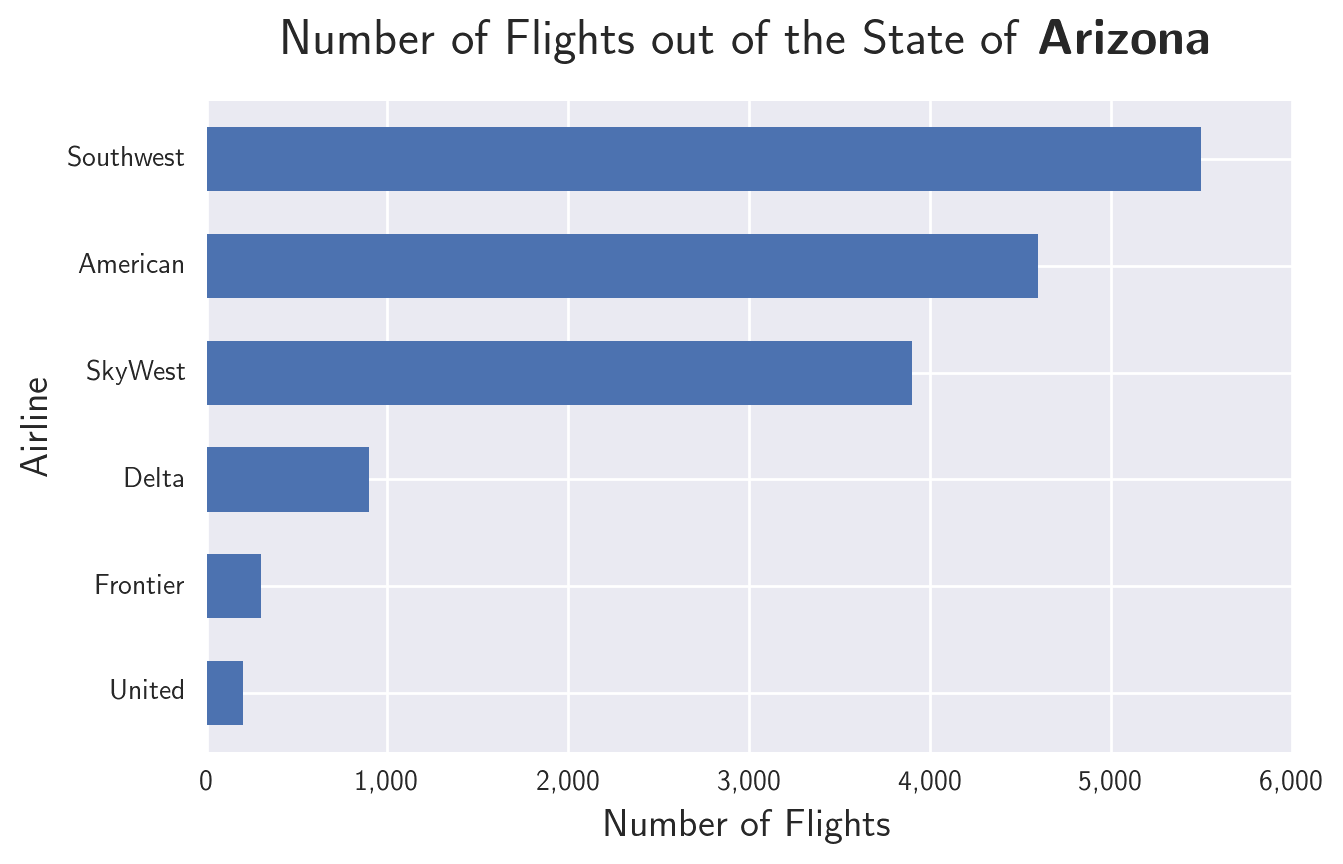 Number of Flights out of the State of Arizona
Southwest
American
SkyWest
Delta
Frontier
United
Airline
0 1,000 2,000 3,000 4,000 5,000 6,000
Number of Flights